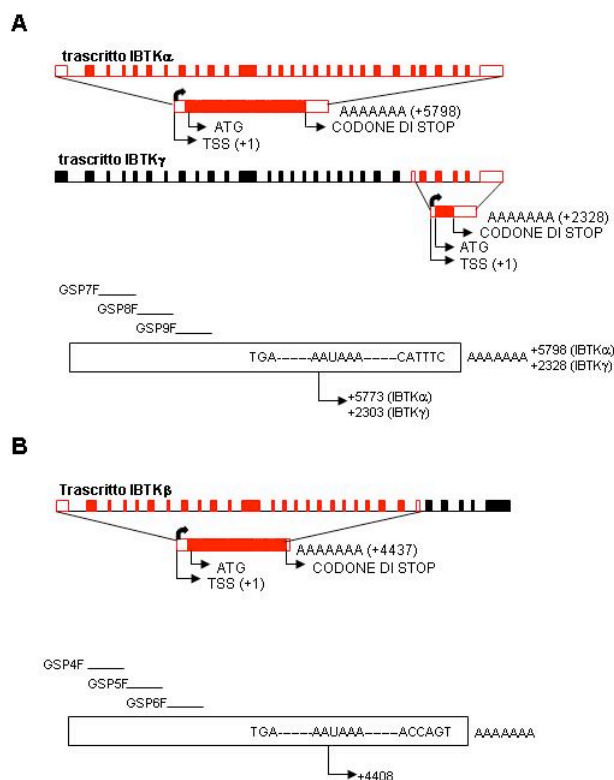 A
trascritto IBTKα
AAAAAAA (+5798)
ATG
CODONE DI STOP
TSS (+1)
trascritto IBTKγ
AAAAAAA (+2328)
CODONE DI STOP
ATG
TSS (+1)
GSP7F
GSP8F
GSP9F
TGA-----AAUAAA----CATTTC
AAAAAAA
+5798 (IBTKα)
+2328 (IBTKγ)
+5773 (IBTKα)
+2303 (IBTKγ)
B
Trascritto IBTKβ
AAAAAAA (+4437)
ATG
CODONE DI STOP
TSS (+1)
GSP4F
GSP5F
GSP6F
TGA-----AAUAAA-----ACCAGT
AAAAAAA
+4408